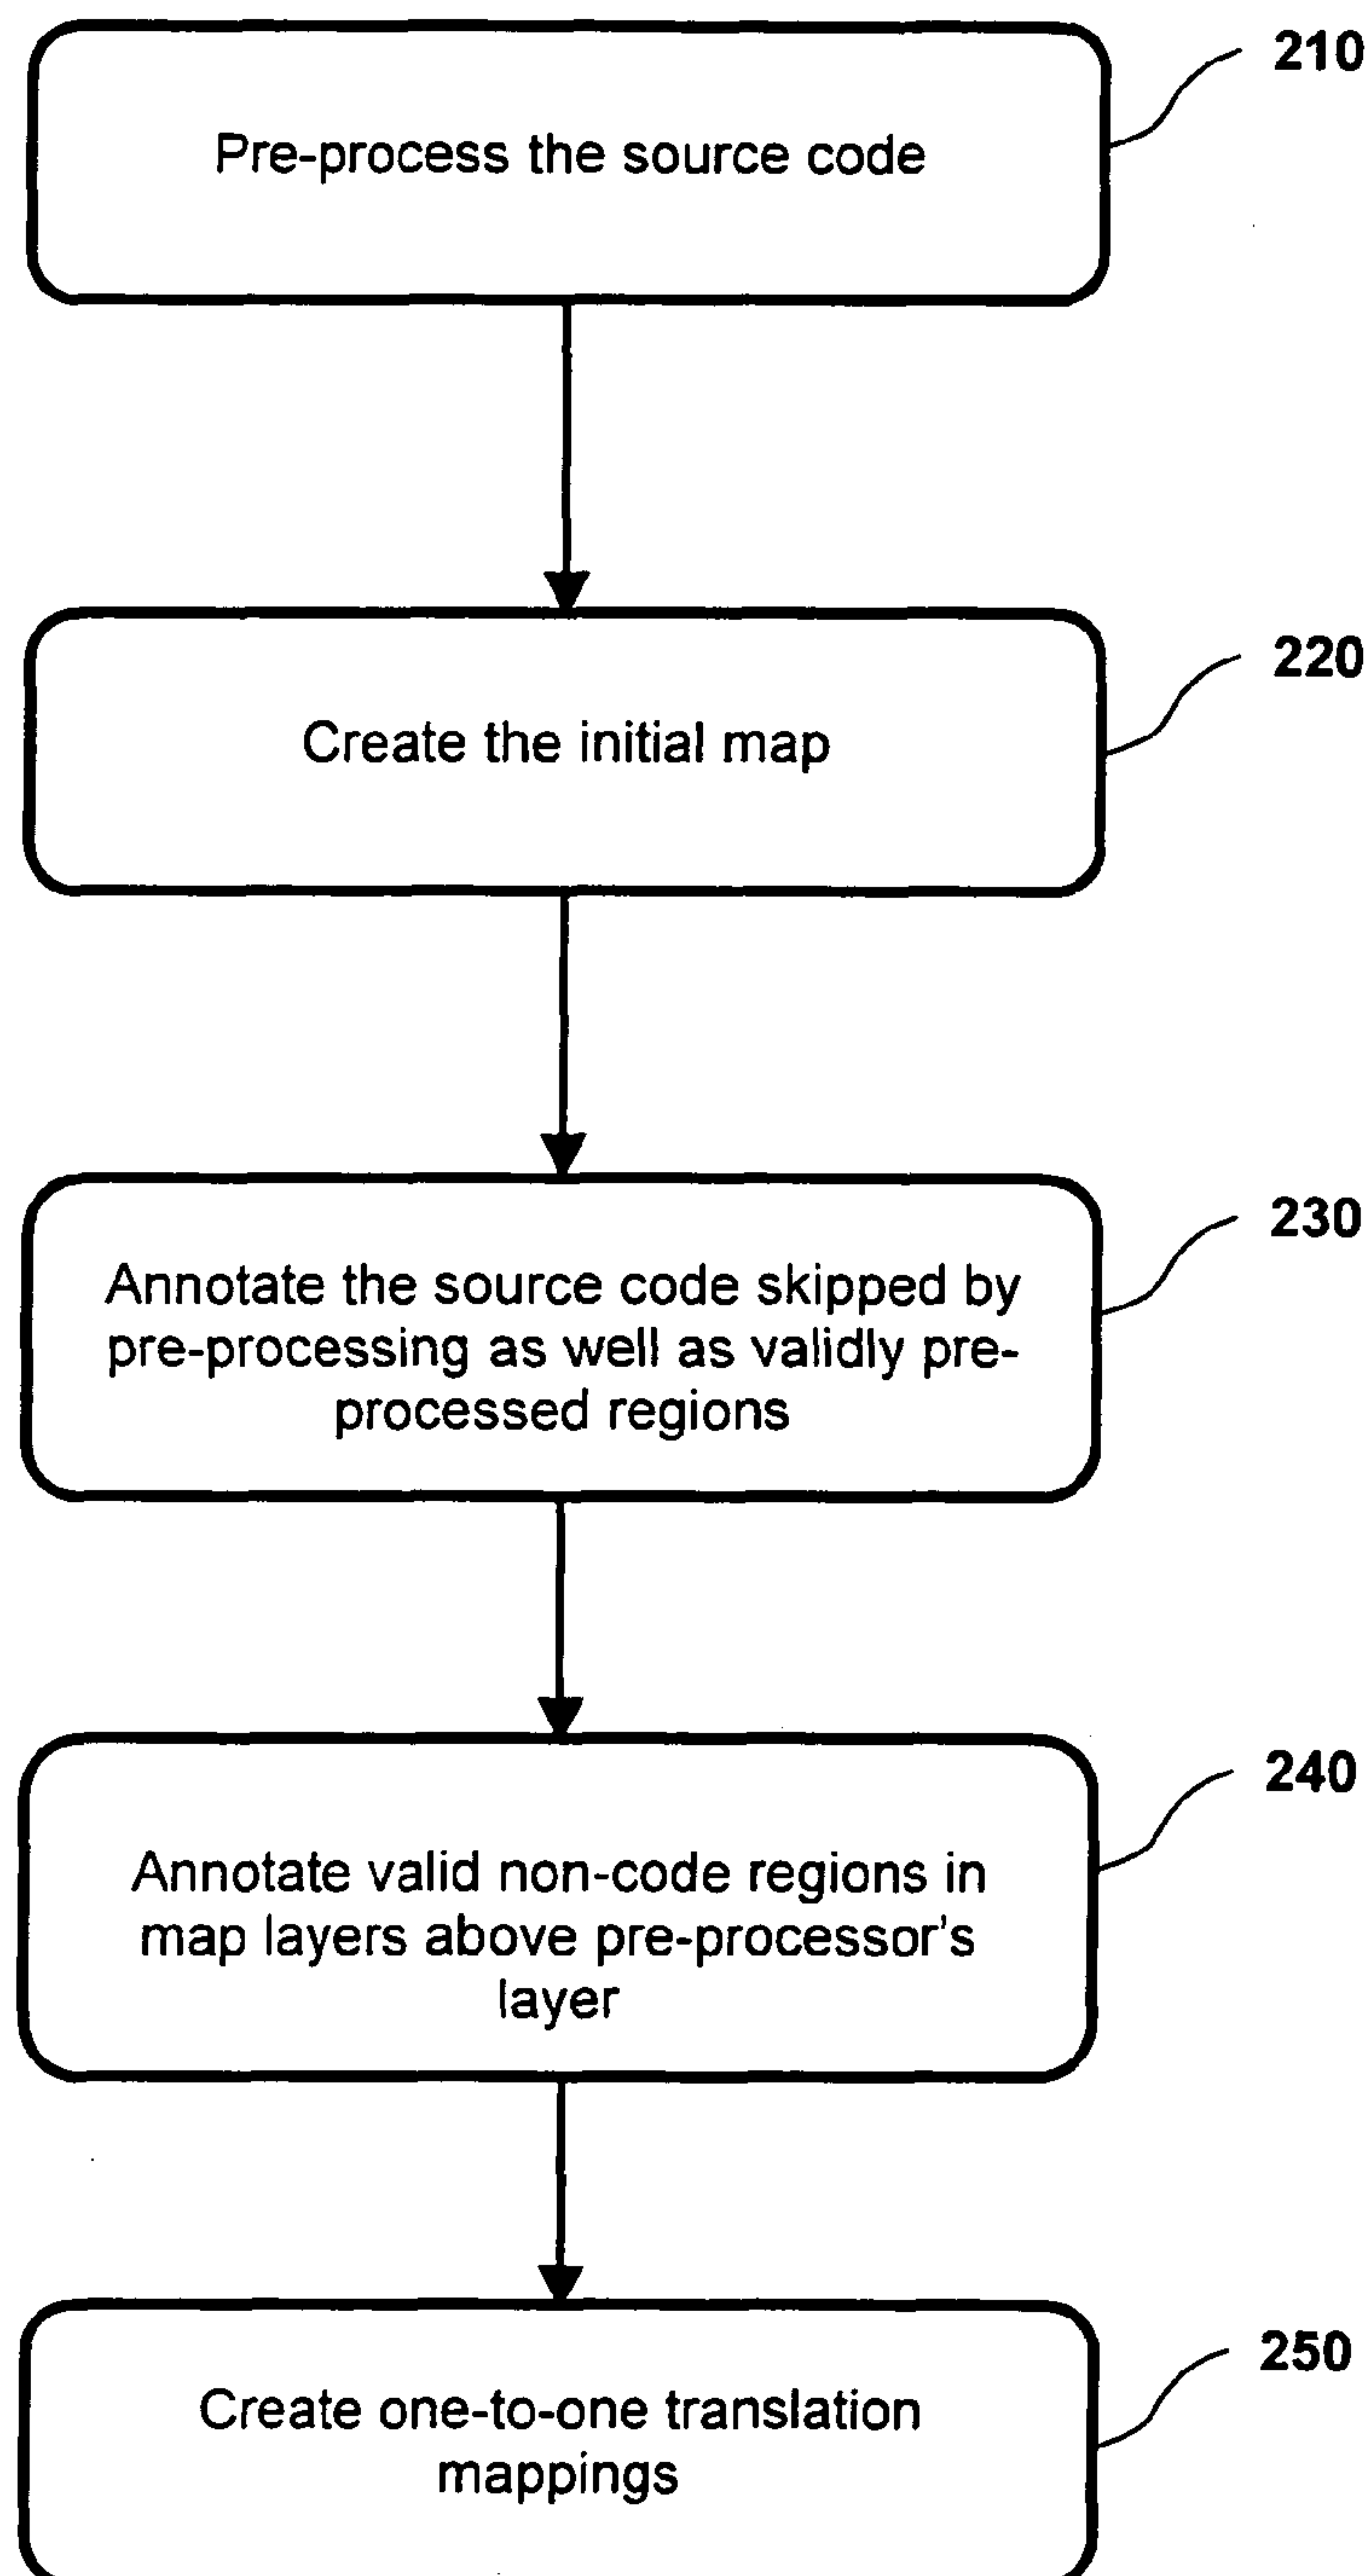 210
Pre-process the source code
220
Create the initial map
230
Annotate the source code skipped by
pre-processing as well as validly pre-
processed regions
240
Annotate valid non-code regions in
map layers above pre-processor's
layer
250
Create one-to-one translation
mappings